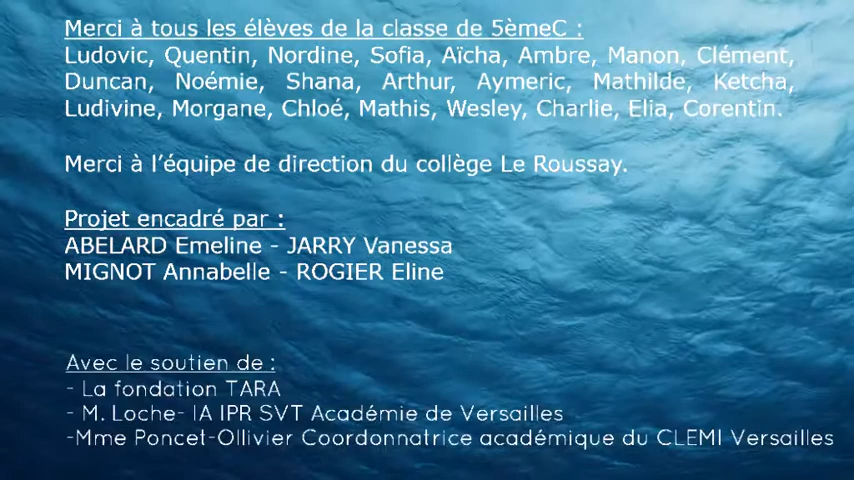 Merci à tous les élèves de la classe de 5èmeC :
Ludovic, Quentin, Nordine, Sofia, Aïcha, Ambre, Manon, Clément,
Duncan, Noémie, Shana, Arthur, Aymeric, Mathilde, Ketcha,
Ludivine, Morgane, Chloé, Mathis, Wesley, Charlie, Elia, Corentin.
Merci à l'équipe de direction du collège Le Roussay.
Projet encadré par :
ABELARD Emeline - JARRY Vanessa
MIGNOT Annabelle - ROGIER Eline
Avec le soutien de :
- La fondation TARA
- M. Loche- IA IPR SVT Académie de Versailles
-Mme Poncet-Ollivier Coordonnatrice académique du CLEMI Versailles